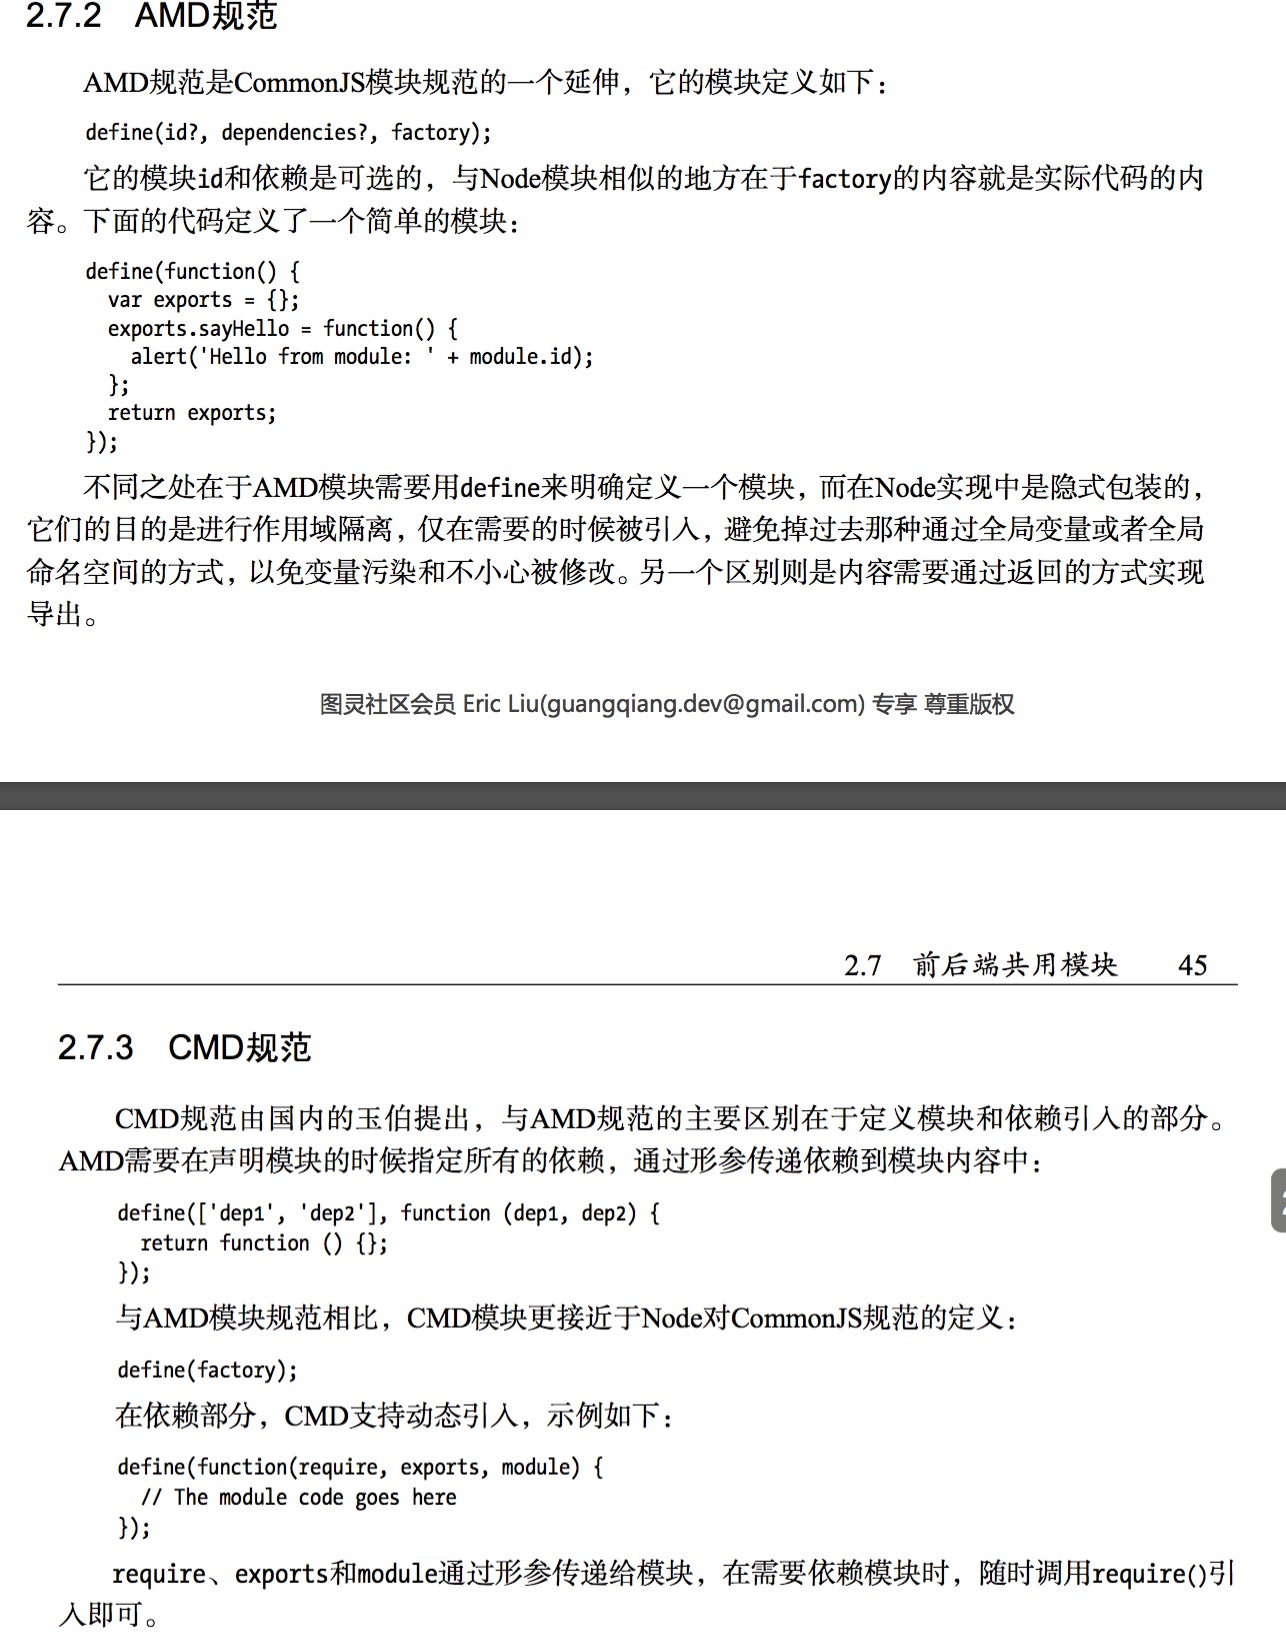 2.7.2 AMD规范
AMD规范是CommonJS模块规范的一个延伸，它的模块定义如下：
define(id?, dependencies?, factory);
它的模块id和依赖是可选的，与Node模块相似的地方在于factory的内容就是实际代码的内
容。下面的代码定义了一个简单的模块：
define(function() {
  var exports = {};
  exports.sayHello = function() {
    alert('Hello from module: ' + module.id);
  };
  return exports;
});
不同之处在于AMD模块需要用define来明确定义一个模块，而在Node实现中是隐式包装的，
它们的目的是进行作用域隔离，仅在需要的时候被引入，避免掉过去那种通过全局变量或者全局
命名空间的方式，以免变量污染和不小心被修改。另一个区别则是内容需要通过返回的方式实现
导出。
图灵社区会员 Eric Liu(guangqiang.dev@gmail.com) 专享 尊重版权
2.7 前后端共用模块 45
2.7.3 CMD规范
CMD规范由国内的玉伯提出，与AMD规范的主要区别在于定义模块和依赖引入的部分。
AMD需要在声明模块的时候指定所有的依赖，通过形参传递依赖到模块内容中：
define(['dep1', 'dep2'], function (dep1, dep2) {
  return function () {};
});
与AMD模块规范相比，CMD模块更接近于Node对CommonJS规范的定义：
define(factory);
在依赖部分，CMD支持动态引入，示例如下：
define(function(require, exports, module) {
  // The module code goes here
});
require、exports和module通过形参传递给模块，在需要依赖模块时，随时调用require()引
入即可。